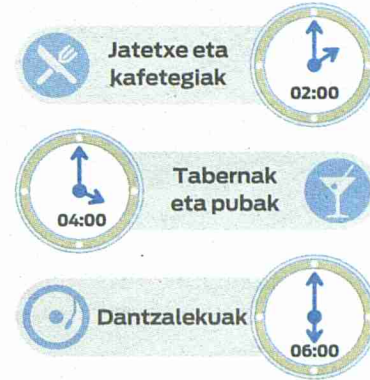 Jatetxe eta
kafetegiak
02:00
04:00
Tabernak
eta pubak
Dantzalekuak
06:00